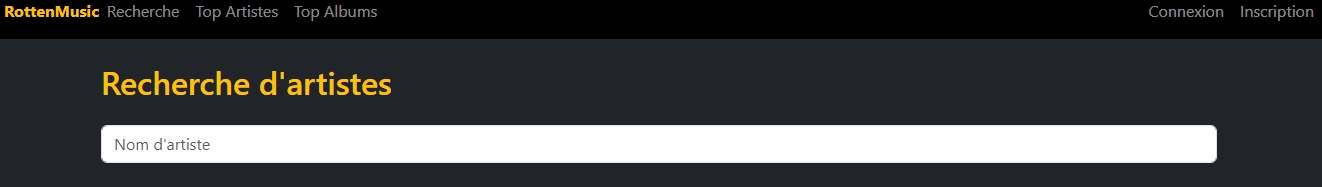 RottenMusic Recherche Top Artistes Top Albums Connexion Inscription
Recherche d'artistes
Nom d'artiste